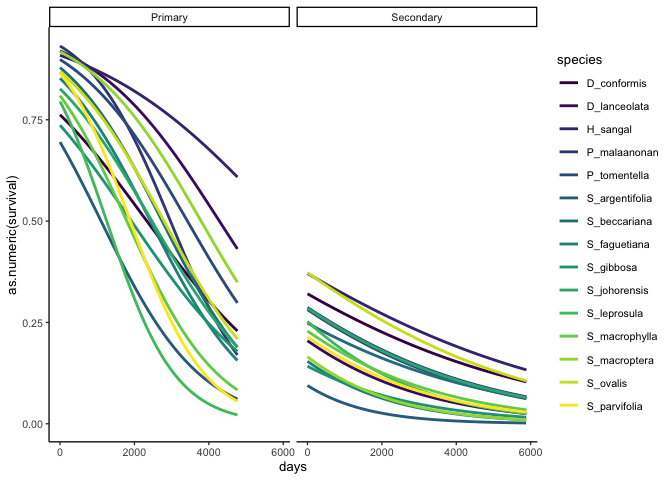 Primary
Secondary
as.numeric(survival)
0.75
0.50
0.25
0.00
0
2000
4000
6000
0
2000
4000
6000
days
species
D_conformis
D_lanceolata
H_sangal
P_malaanonan
P_tomentella
S_argentifolia
S_beccariana
S_faguetiana
S_gibbosa
S_johorensis
S_leprosula
S_macrophylla
S_macroptera
S_ovalis
S_parvifolia